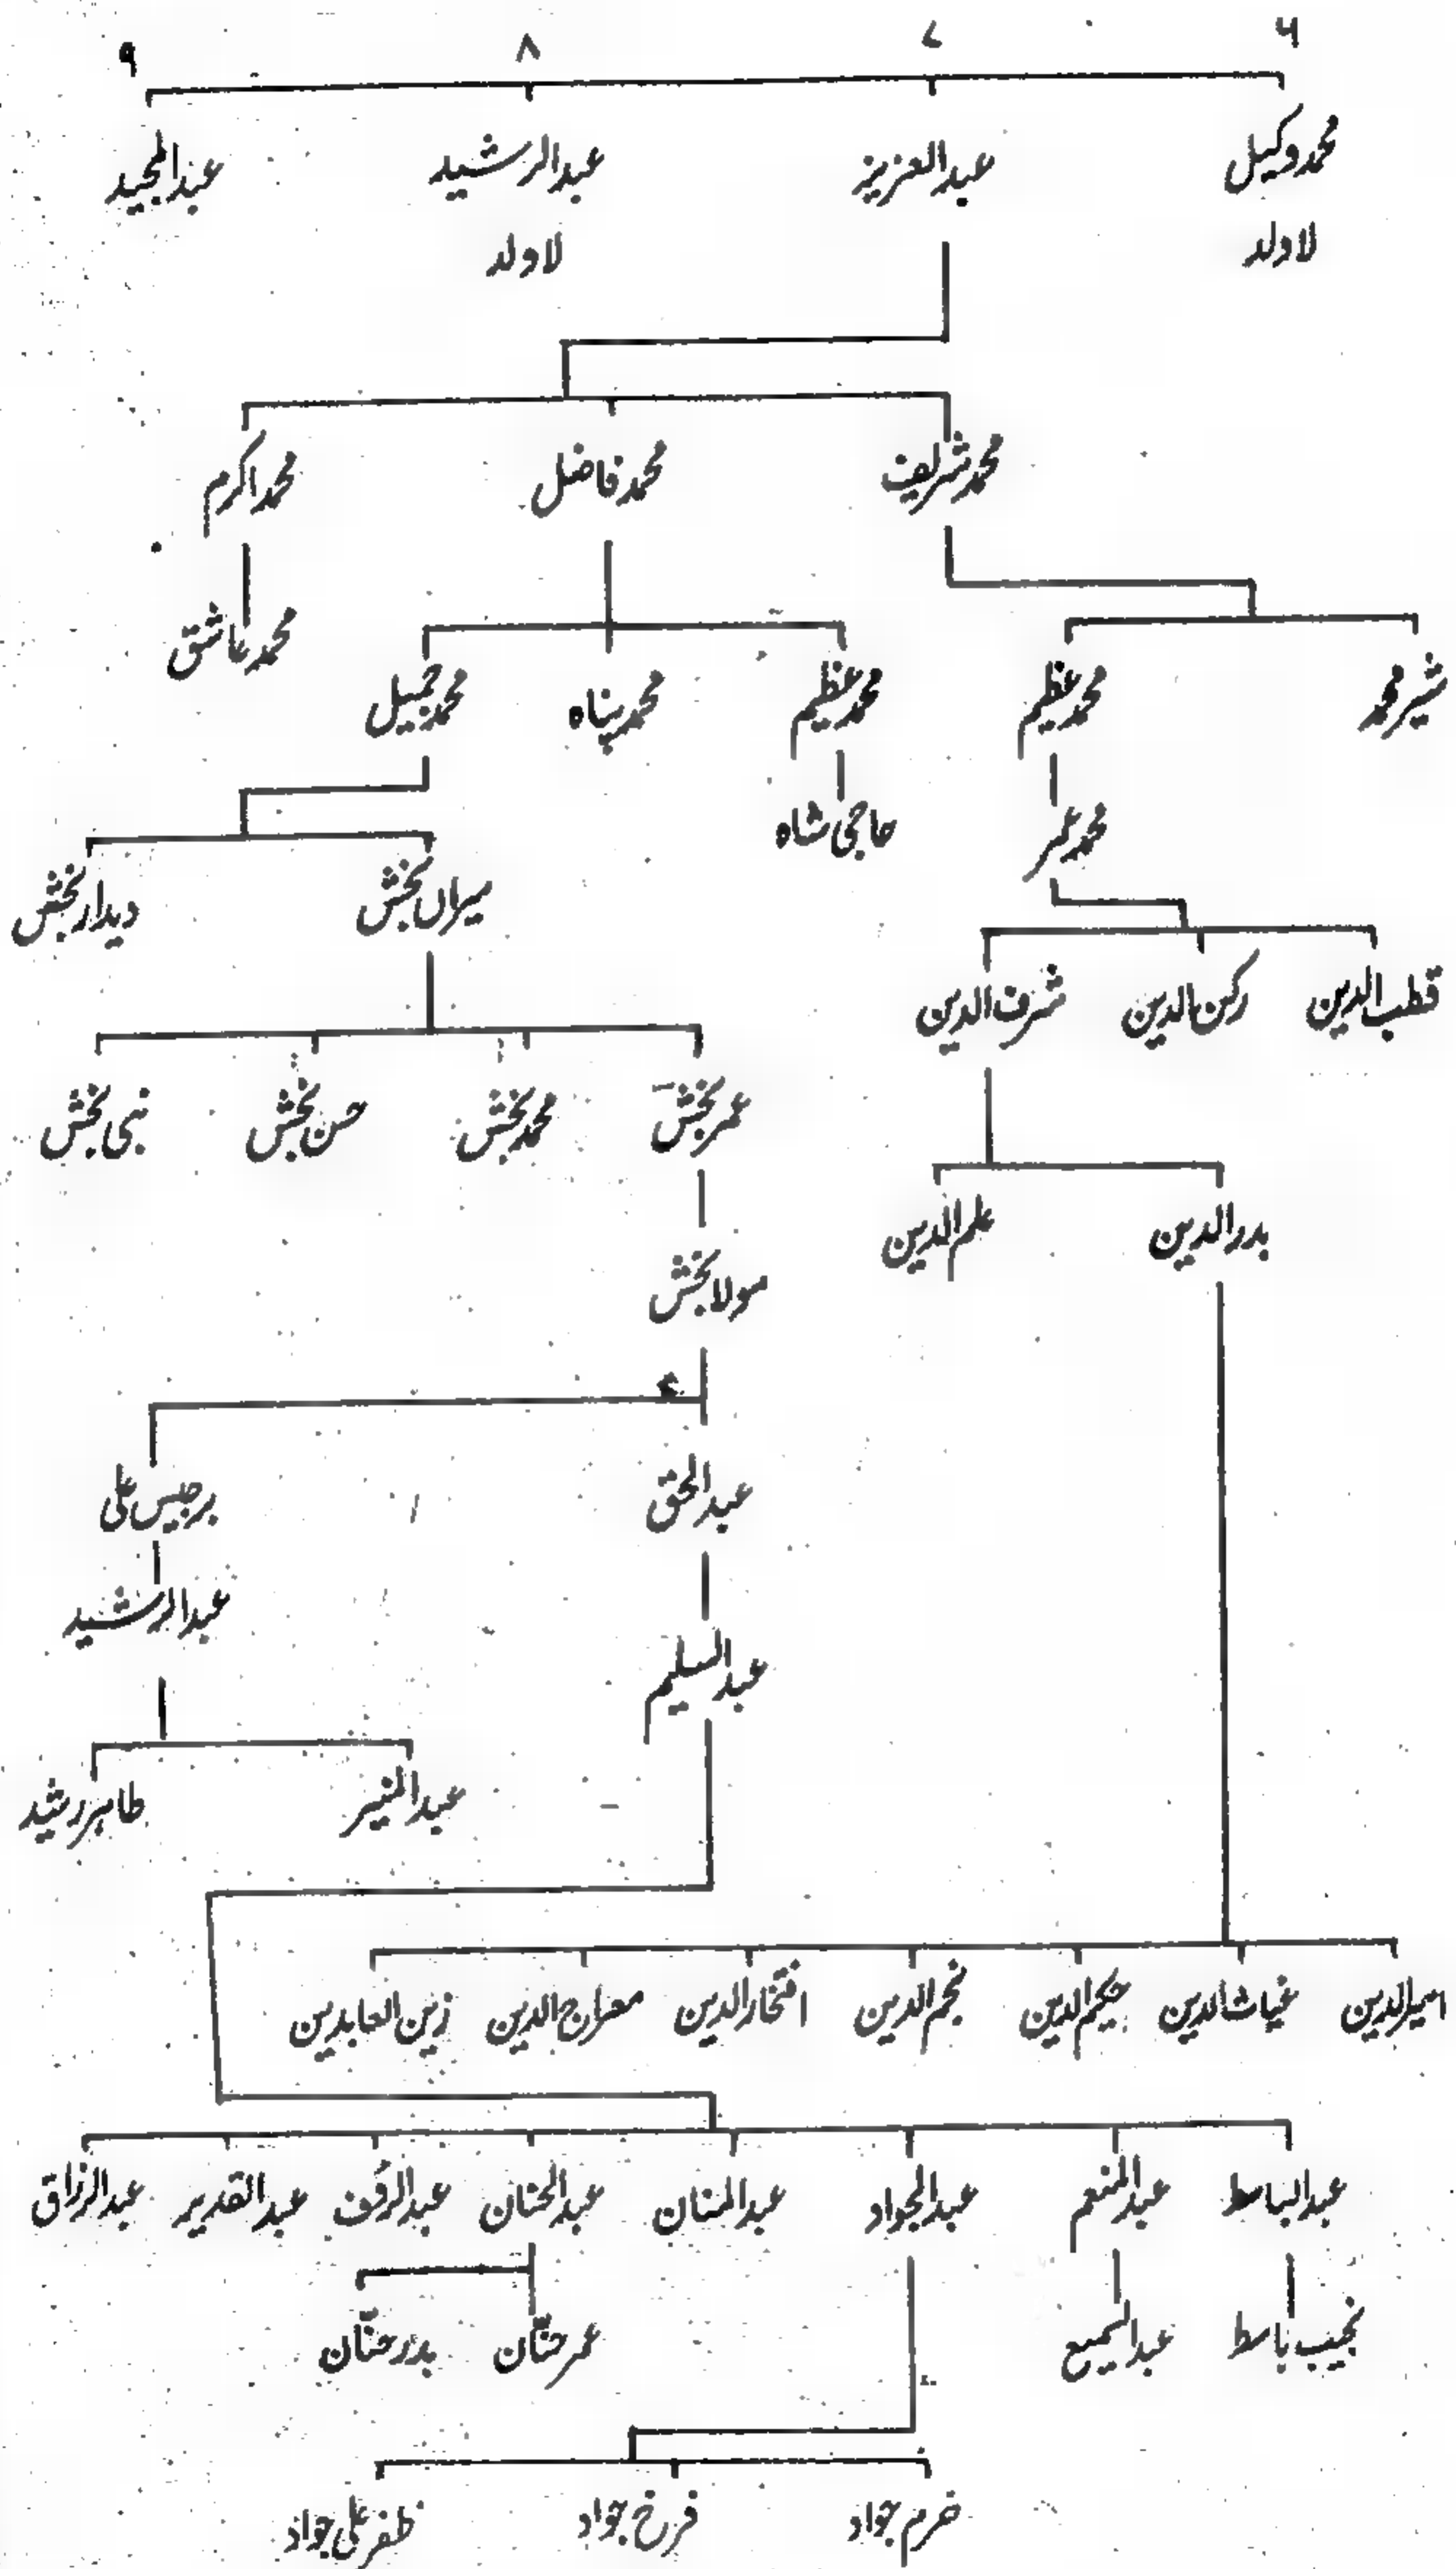 ۶ ۷ ۸ ۹
محمد وکیل عبدالعزیز عبدالرشید عبدالمجید
لاولد لاولد
محمد شریف محمد فاضل محمد اکرم
محمد عاشق
شیر محمد محمد عظیم محمد عظیم محمد پناہ محمد جمیل
محمد عمر حاجی شاہ
میراں بخش دیدار بخش
قطب الدین رکن الدین شرف الدین
عمر بخش محمد بخش حسن بخش نبی بخش
بدرالدین علم الدین
مولا بخش
عبدالحق برجیس علی
عبدالرشید
عبدالسلیم
عبدالمنیر طاہر رشید
امیرالدین غیاث الدین حکیم الدین نجم الدین افتخارالدین معراج الدین زین العابدین
عبدالباسط عبدالمنعم عبدالجواد عبدالمنان عبدالحنان عبدالرؤف عبدالقدیر عبدالرزاق
نجیب باسط عبدالسمیع عمر حنّان بدر حنّان
خرم جواد فرخ جواد ظفر علی جواد